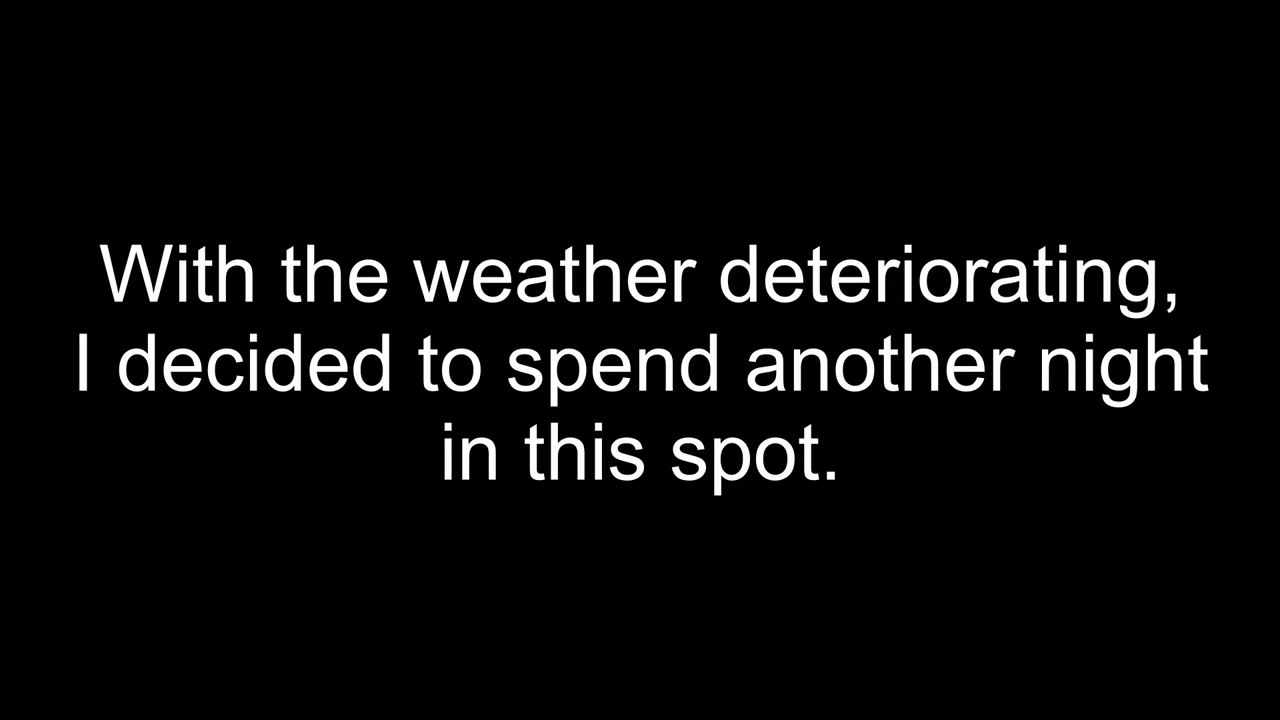 With the weather deteriorating,
I decided to spend another night
in this spot.